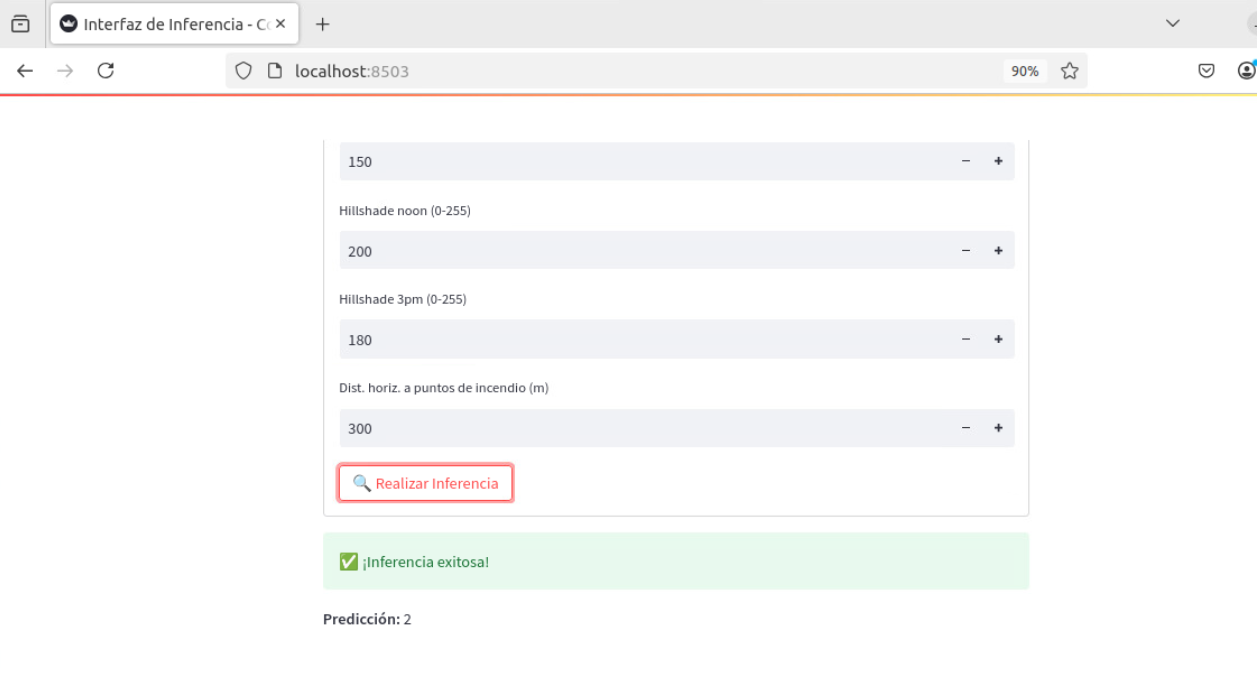 Interfaz de Inferencia - Co
localhost:8503
90%
150
Hillshade noon (0-255)
200
Hillshade 3pm (0-255)
180
Dist. horiz. a puntos de incendio (m)
300
🔍 Realizar Inferencia
✅ ¡Inferencia exitosa!
Predicción: 2